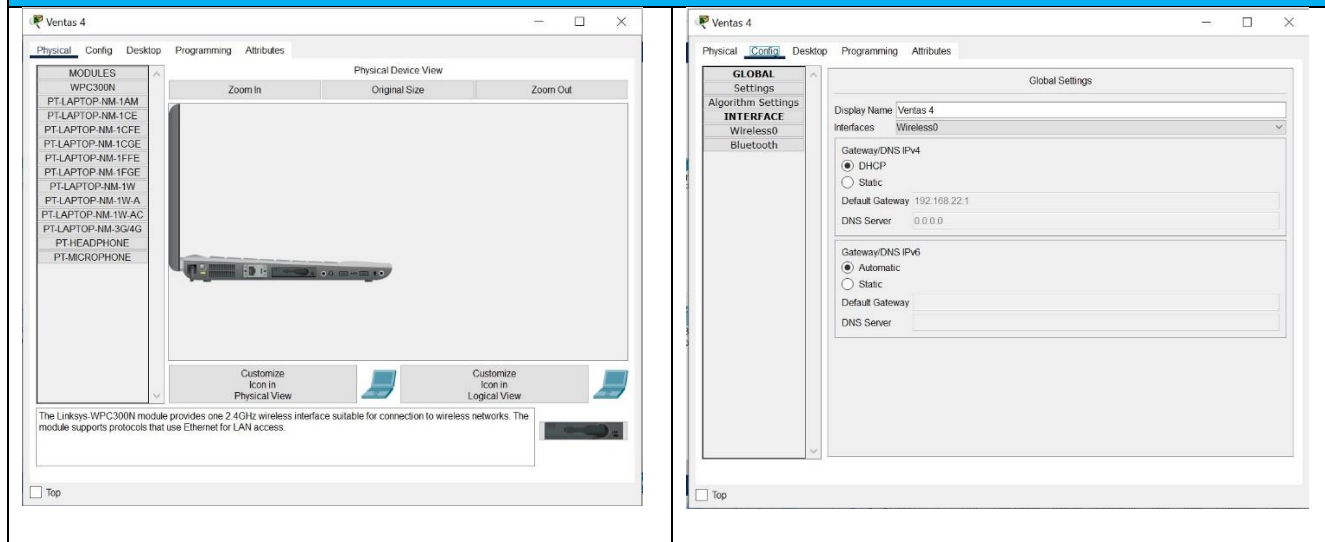 Ventas 4
Physical Config Desktop Programming Attributes
MODULES
WPC300N
PT-LAPTOP-NM-1AM
PT-LAPTOP-NM-1CE
PT-LAPTOP-NM-1CFE
PT-LAPTOP-NM-1CGE
PT-LAPTOP-NM-1FFE
PT-LAPTOP-NM-1FGE
PT-LAPTOP-NM-1W
PT-LAPTOP-NM-1W-A
PT-LAPTOP-NM-1W-AC
PT-LAPTOP-NM-3G/4G
PT-HEADPHONE
PT-MICROPHONE
Physical Device View
Zoom In Original Size Zoom Out
Customize
Icon in
Physical View
Customize
Icon in
Logical View
The Linksys-WPC300N module provides one 2.4GHz wireless interface suitable for connection to wireless networks. The
module supports protocols that use Ethernet for LAN access.
Top
Ventas 4
Physical Config Desktop Programming Attributes
GLOBAL
Settings
Algorithm Settings
INTERFACE
Wireless0
Bluetooth
Global Settings
Display Name Ventas 4
Interfaces Wireless0
Gateway/DNS IPv4
DHCP
Static
Default Gateway 192.168.22.1
DNS Server 0.0.0.0
Gateway/DNS IPv6
Automatic
Static
Default Gateway
DNS Server
Top